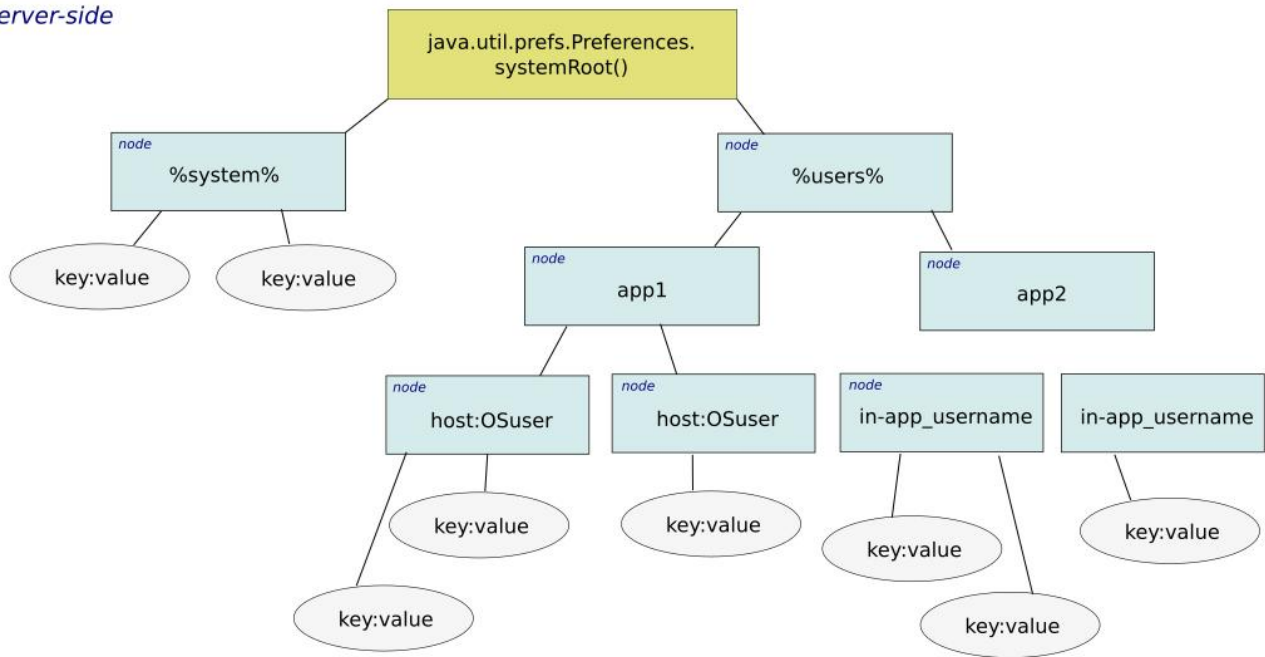 erver-side
java.util.prefs.Preferences.
systemRoot()
node
%system%
node
%users%
key:value
key:value
node
app1
node
app2
node
host:OSuser
node
host:OSuser
node
in-app_username
in-app_username
key:value
key:value
key:value
key:value
key:value
key:value